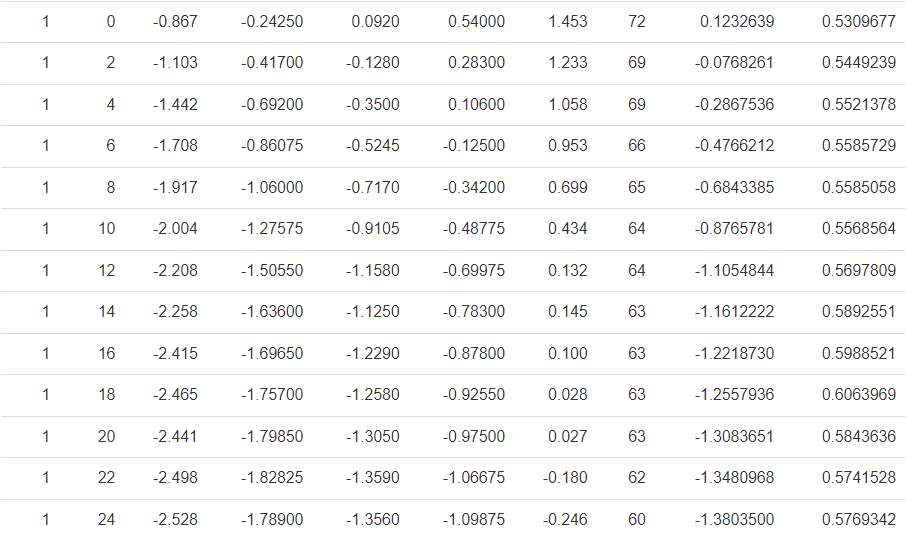 1 0 -0.867 -0.24250 0.0920 0.54000 1.453 72 0.1232639 0.5309677
1 2 -1.103 -0.41700 -0.1280 0.28300 1.233 69 -0.0768261 0.5449239
1 4 -1.442 -0.69200 -0.3500 0.10600 1.058 69 -0.2867536 0.5521378
1 6 -1.708 -0.86075 -0.5245 -0.12500 0.953 66 -0.4766212 0.5585729
1 8 -1.917 -1.06000 -0.7170 -0.34200 0.699 65 -0.6843385 0.5585058
1 10 -2.004 -1.27575 -0.9105 -0.48775 0.434 64 -0.8765781 0.5568564
1 12 -2.208 -1.50550 -1.1580 -0.69975 0.132 64 -1.1054844 0.5697809
1 14 -2.258 -1.63600 -1.1250 -0.78300 0.145 63 -1.1612222 0.5892551
1 16 -2.415 -1.69650 -1.2290 -0.87800 0.100 63 -1.2218730 0.5988521
1 18 -2.465 -1.75700 -1.2580 -0.92550 0.028 63 -1.2557936 0.6063969
1 20 -2.441 -1.79850 -1.3050 -0.97500 0.027 63 -1.3083651 0.5843636
1 22 -2.498 -1.82825 -1.3590 -1.06675 -0.180 62 -1.3480968 0.5741528
1 24 -2.528 -1.78900 -1.3560 -1.09875 -0.246 60 -1.3803500 0.5769342